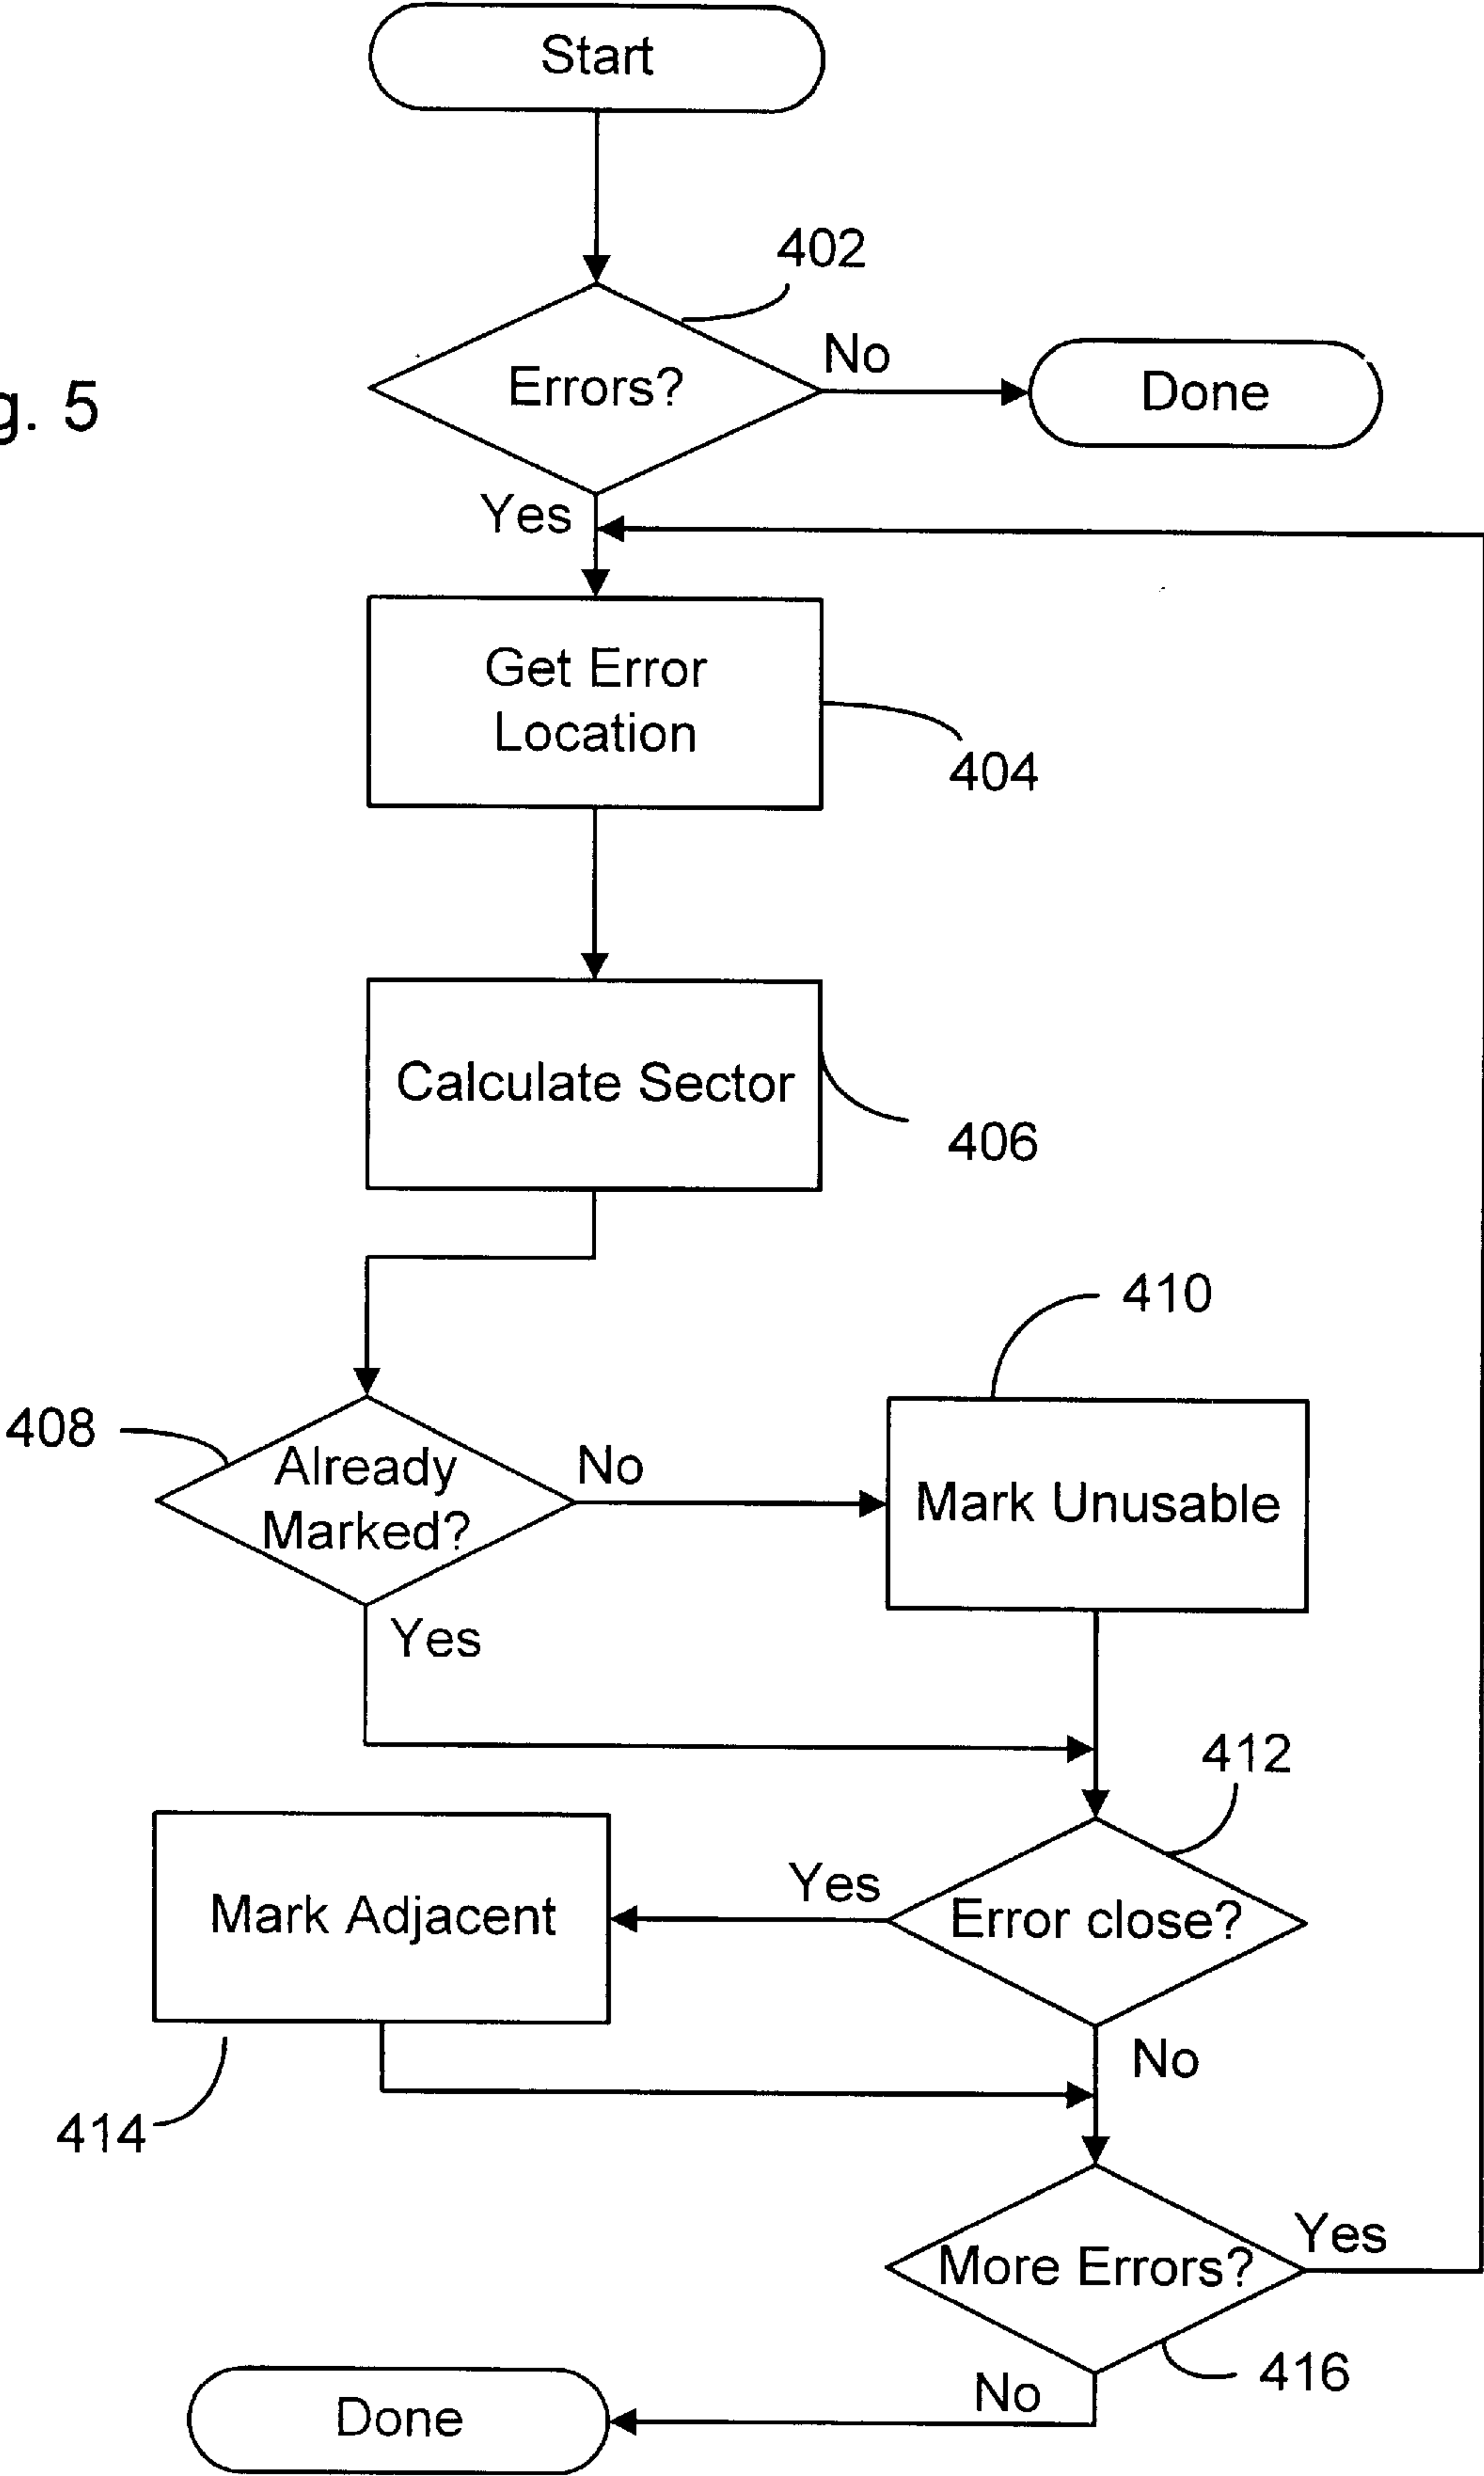 Start
402
No
Errors?
Done
g. 5
Yes
Get Error
Location
404
Calculate Sector
406
410
408
Already
Marked?
No
Mark Unusable
Yes
412
Yes
Mark Adjacent
Error close?
No
414
Yes
More Errors?
416
No
Done